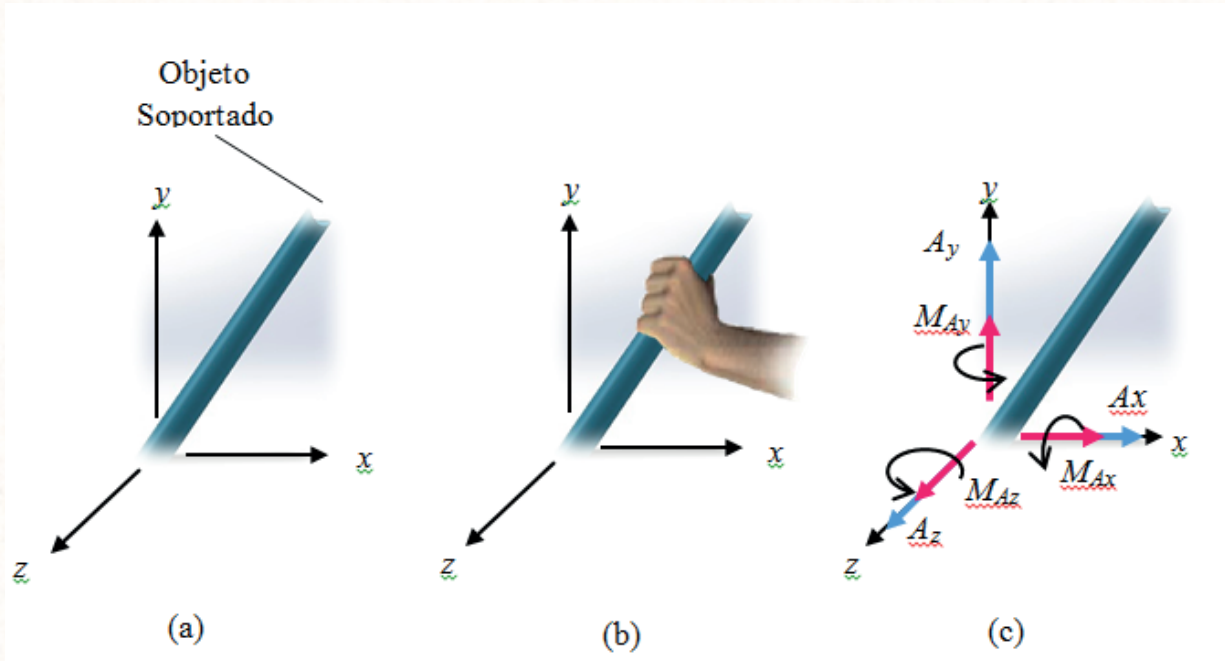 Objeto
Soportado
y
x
z
(a)
y
x
z
(b)
y
A_y
M_Ay
Ax
x
M_Ax
M_Az
A_z
z
(c)